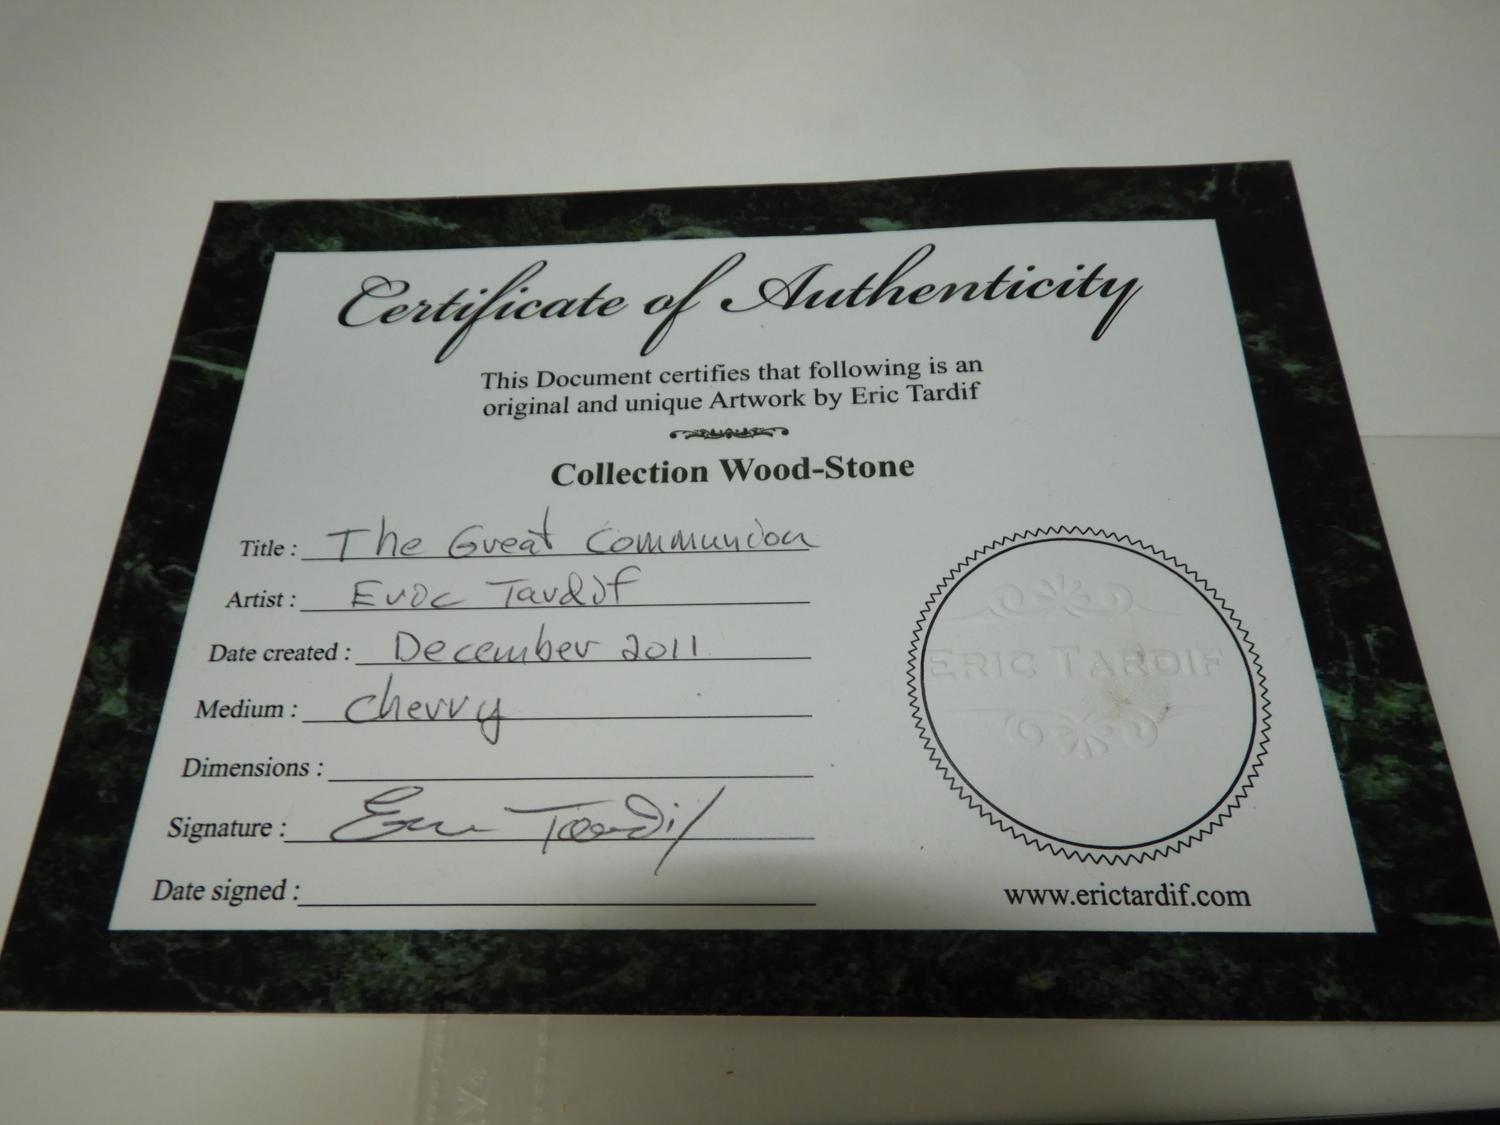 Certificate of Authenticity
This Document certifies that following is an
original and unique Artwork by Eric Tardif
Collection Wood-Stone
Title : The Great Communion
Artist : Eric Tardif
Date created : December 2011
Medium : Cherry
Dimensions :
Signature : Eric Tardif
Date signed :
ERIC TARDIF
www.erictardif.com